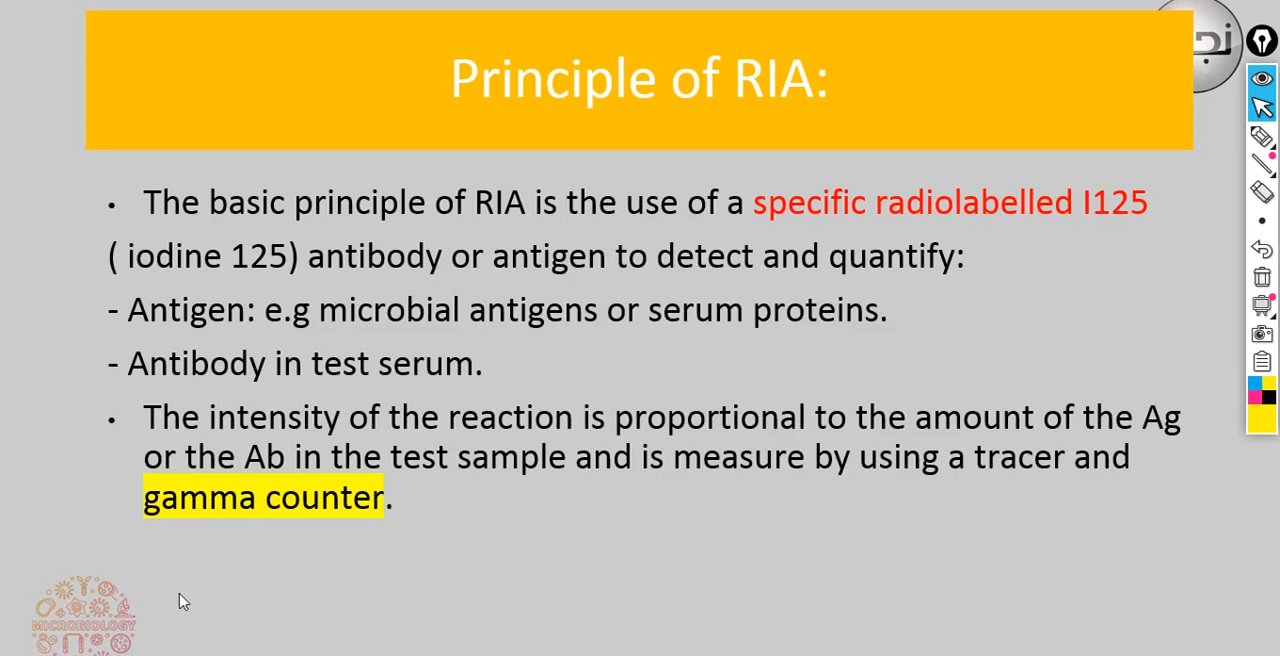 Principle of RIA:
• The basic principle of RIA is the use of a specific radiolabelled I125
( iodine 125) antibody or antigen to detect and quantify:
- Antigen: e.g microbial antigens or serum proteins.
- Antibody in test serum.
• The intensity of the reaction is proportional to the amount of the Ag
or the Ab in the test sample and is measure by using a tracer and
gamma counter.
MICROBIOLOGY